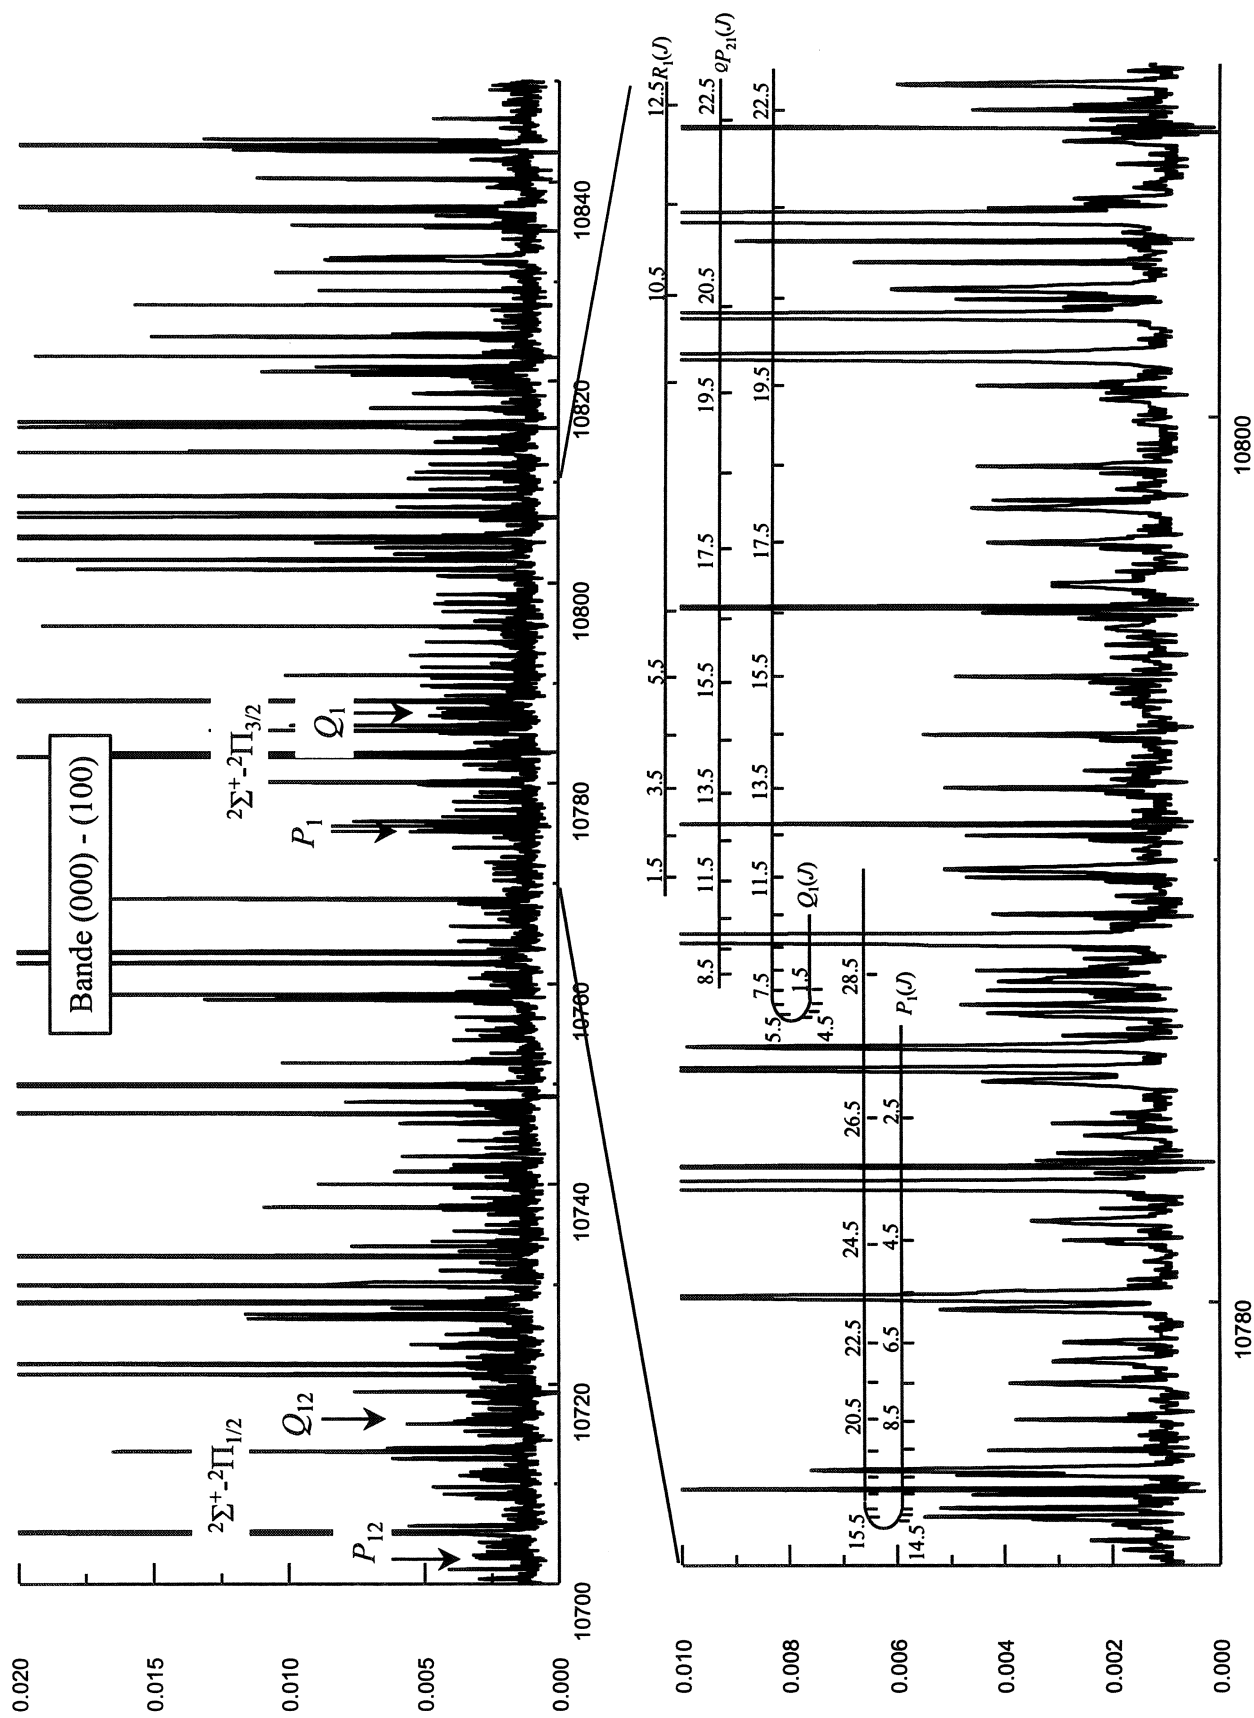 Bande (000) - (100)
²Σ⁺-²Π₁/₂
²Σ⁺-²Π₃/₂
P₁₂
Q₁₂
P₁
Q₁
0.020
0.015
0.010
0.005
0.000
10700 10720 10740 10760 10780 10800 10820 10840
1.5 3.5 5.5 10.5 12.5 R₁(J)
8.5 11.5 13.5 15.5 17.5 19.5 20.5 22.5 QP₂₁(J)
5.5 7.5 11.5 13.5 15.5 17.5 19.5 22.5
4.5 1.5 Q₁(J)
15.5 20.5 22.5 24.5 26.5 28.5
14.5 8.5 6.5 4.5 2.5 P₁(J)
0.010
0.008
0.006
0.004
0.002
0.000
10780 10800